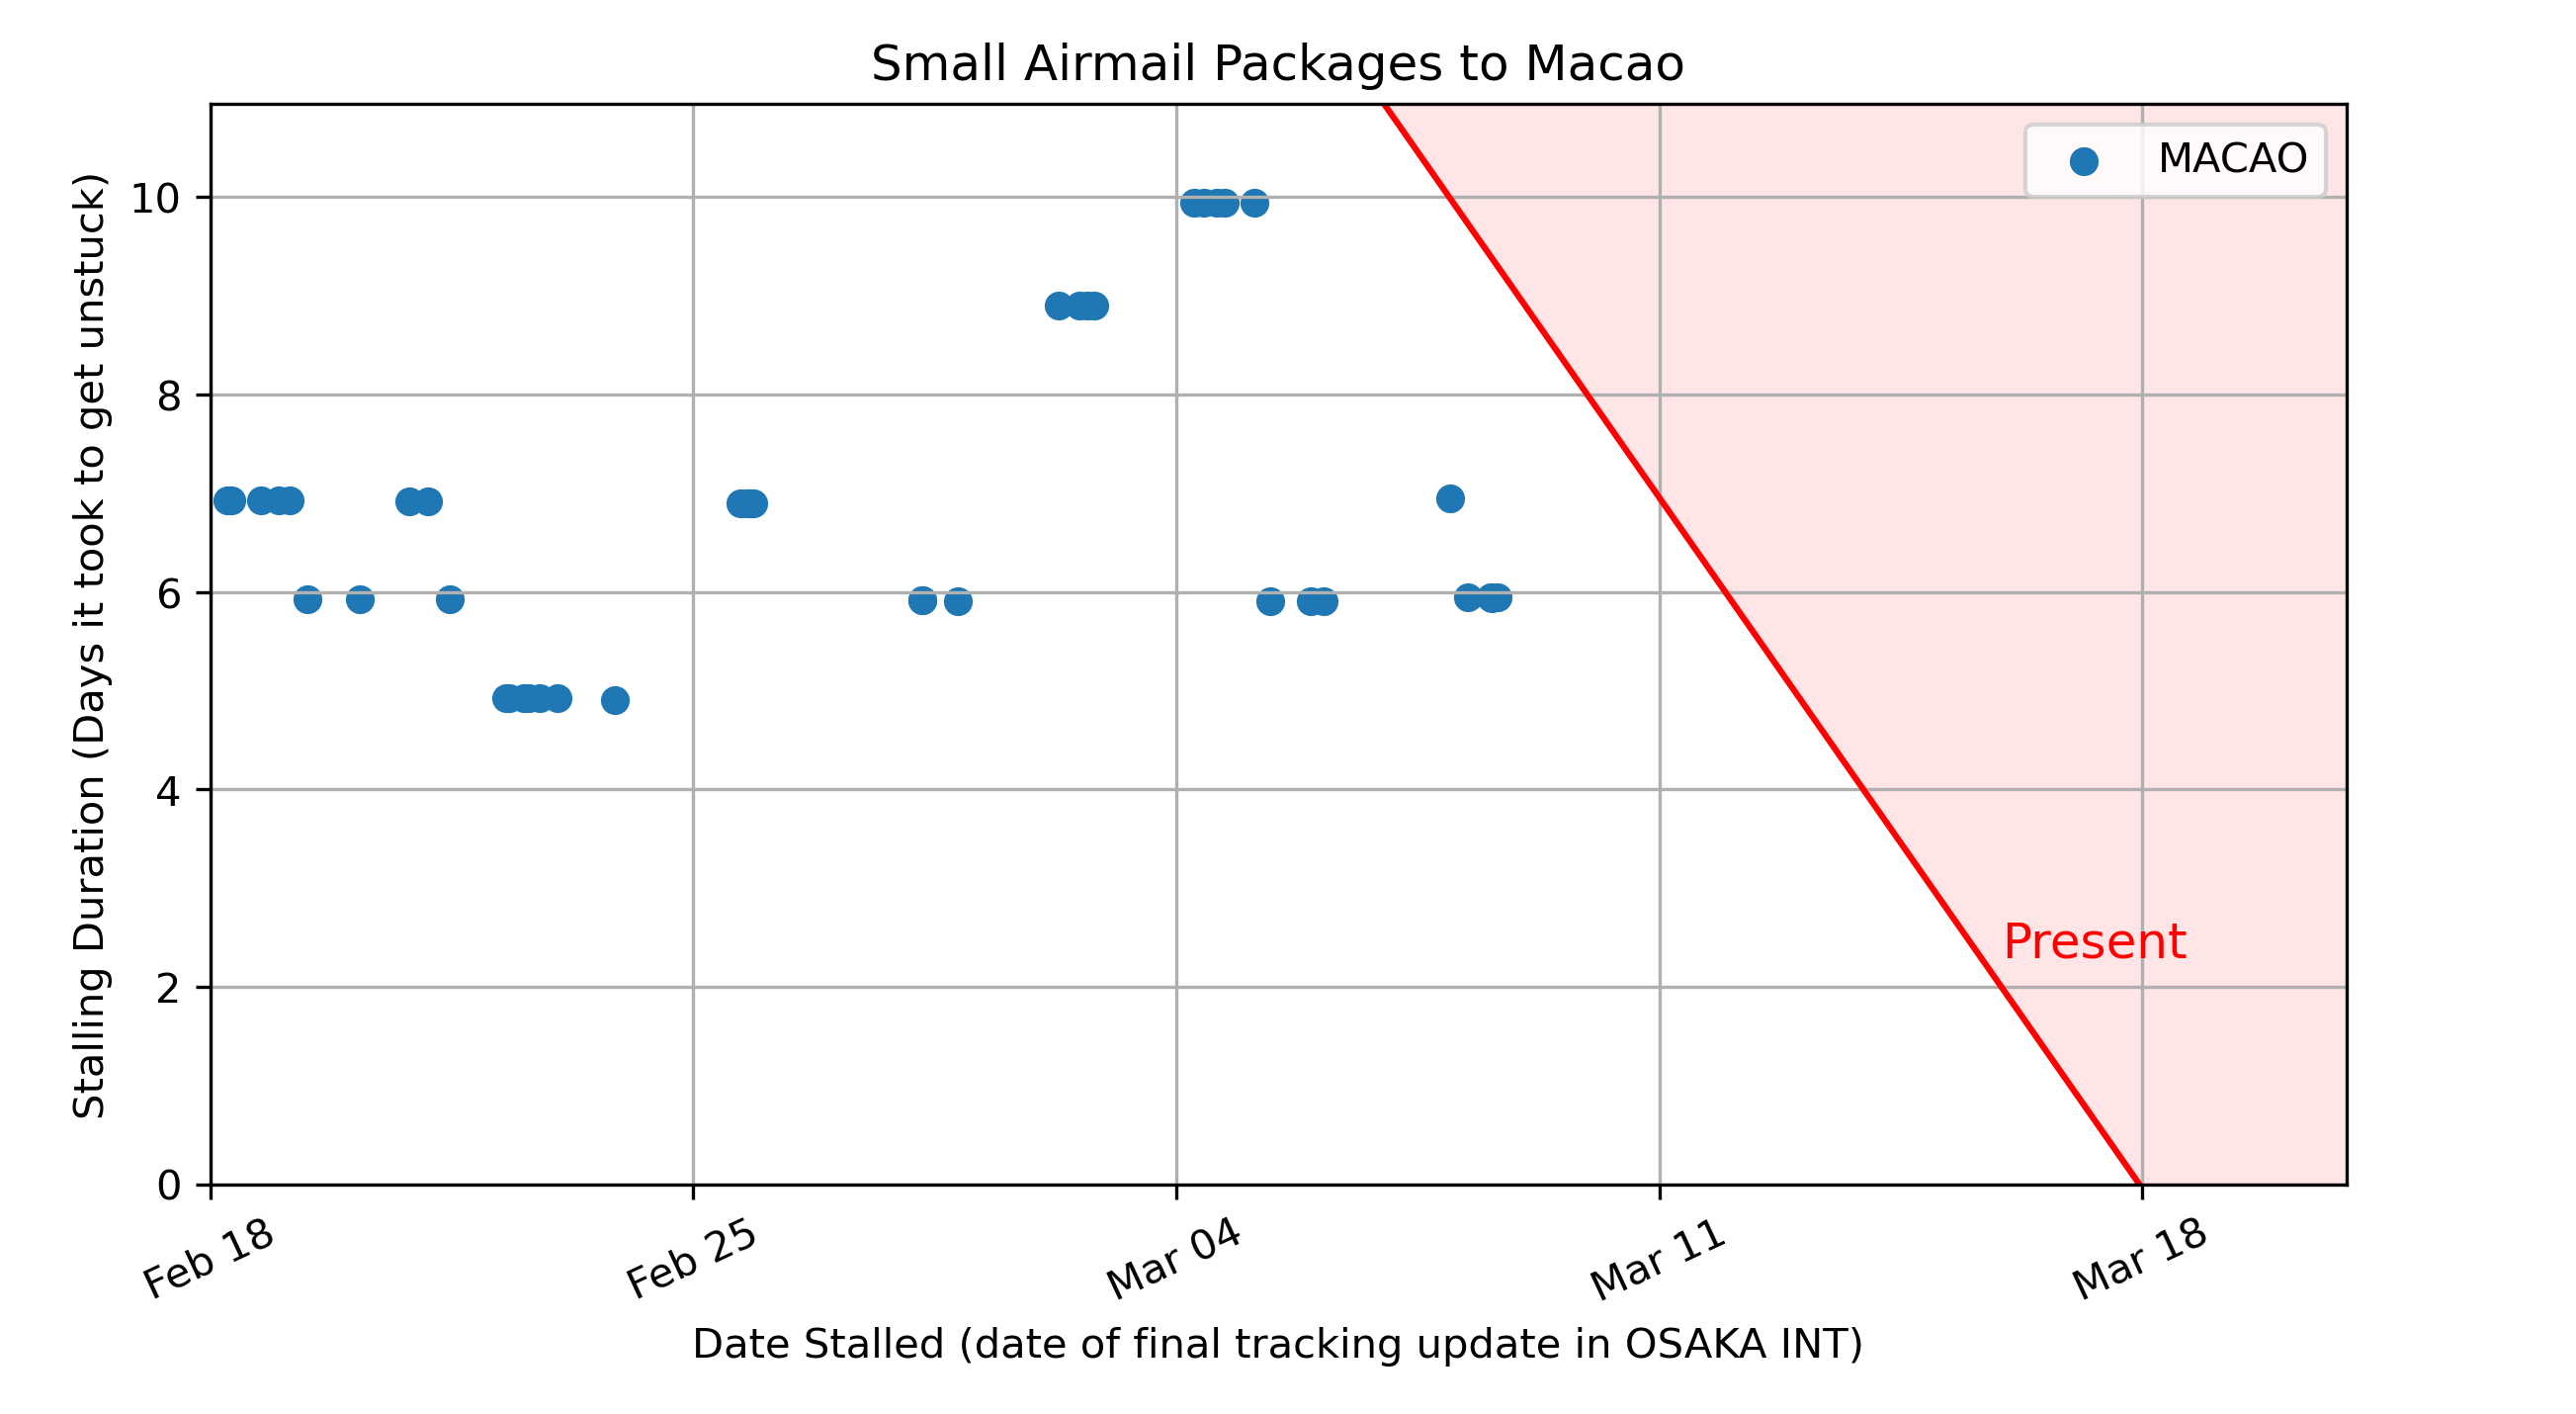 Small Airmail Packages to Macao
MACAO
10
8
6
4
2
0
Stalling Duration (Days it took to get unstuck)
Present
Feb 18
Feb 25
Mar 04
Mar 11
Mar 18
Date Stalled (date of final tracking update in OSAKA INT)